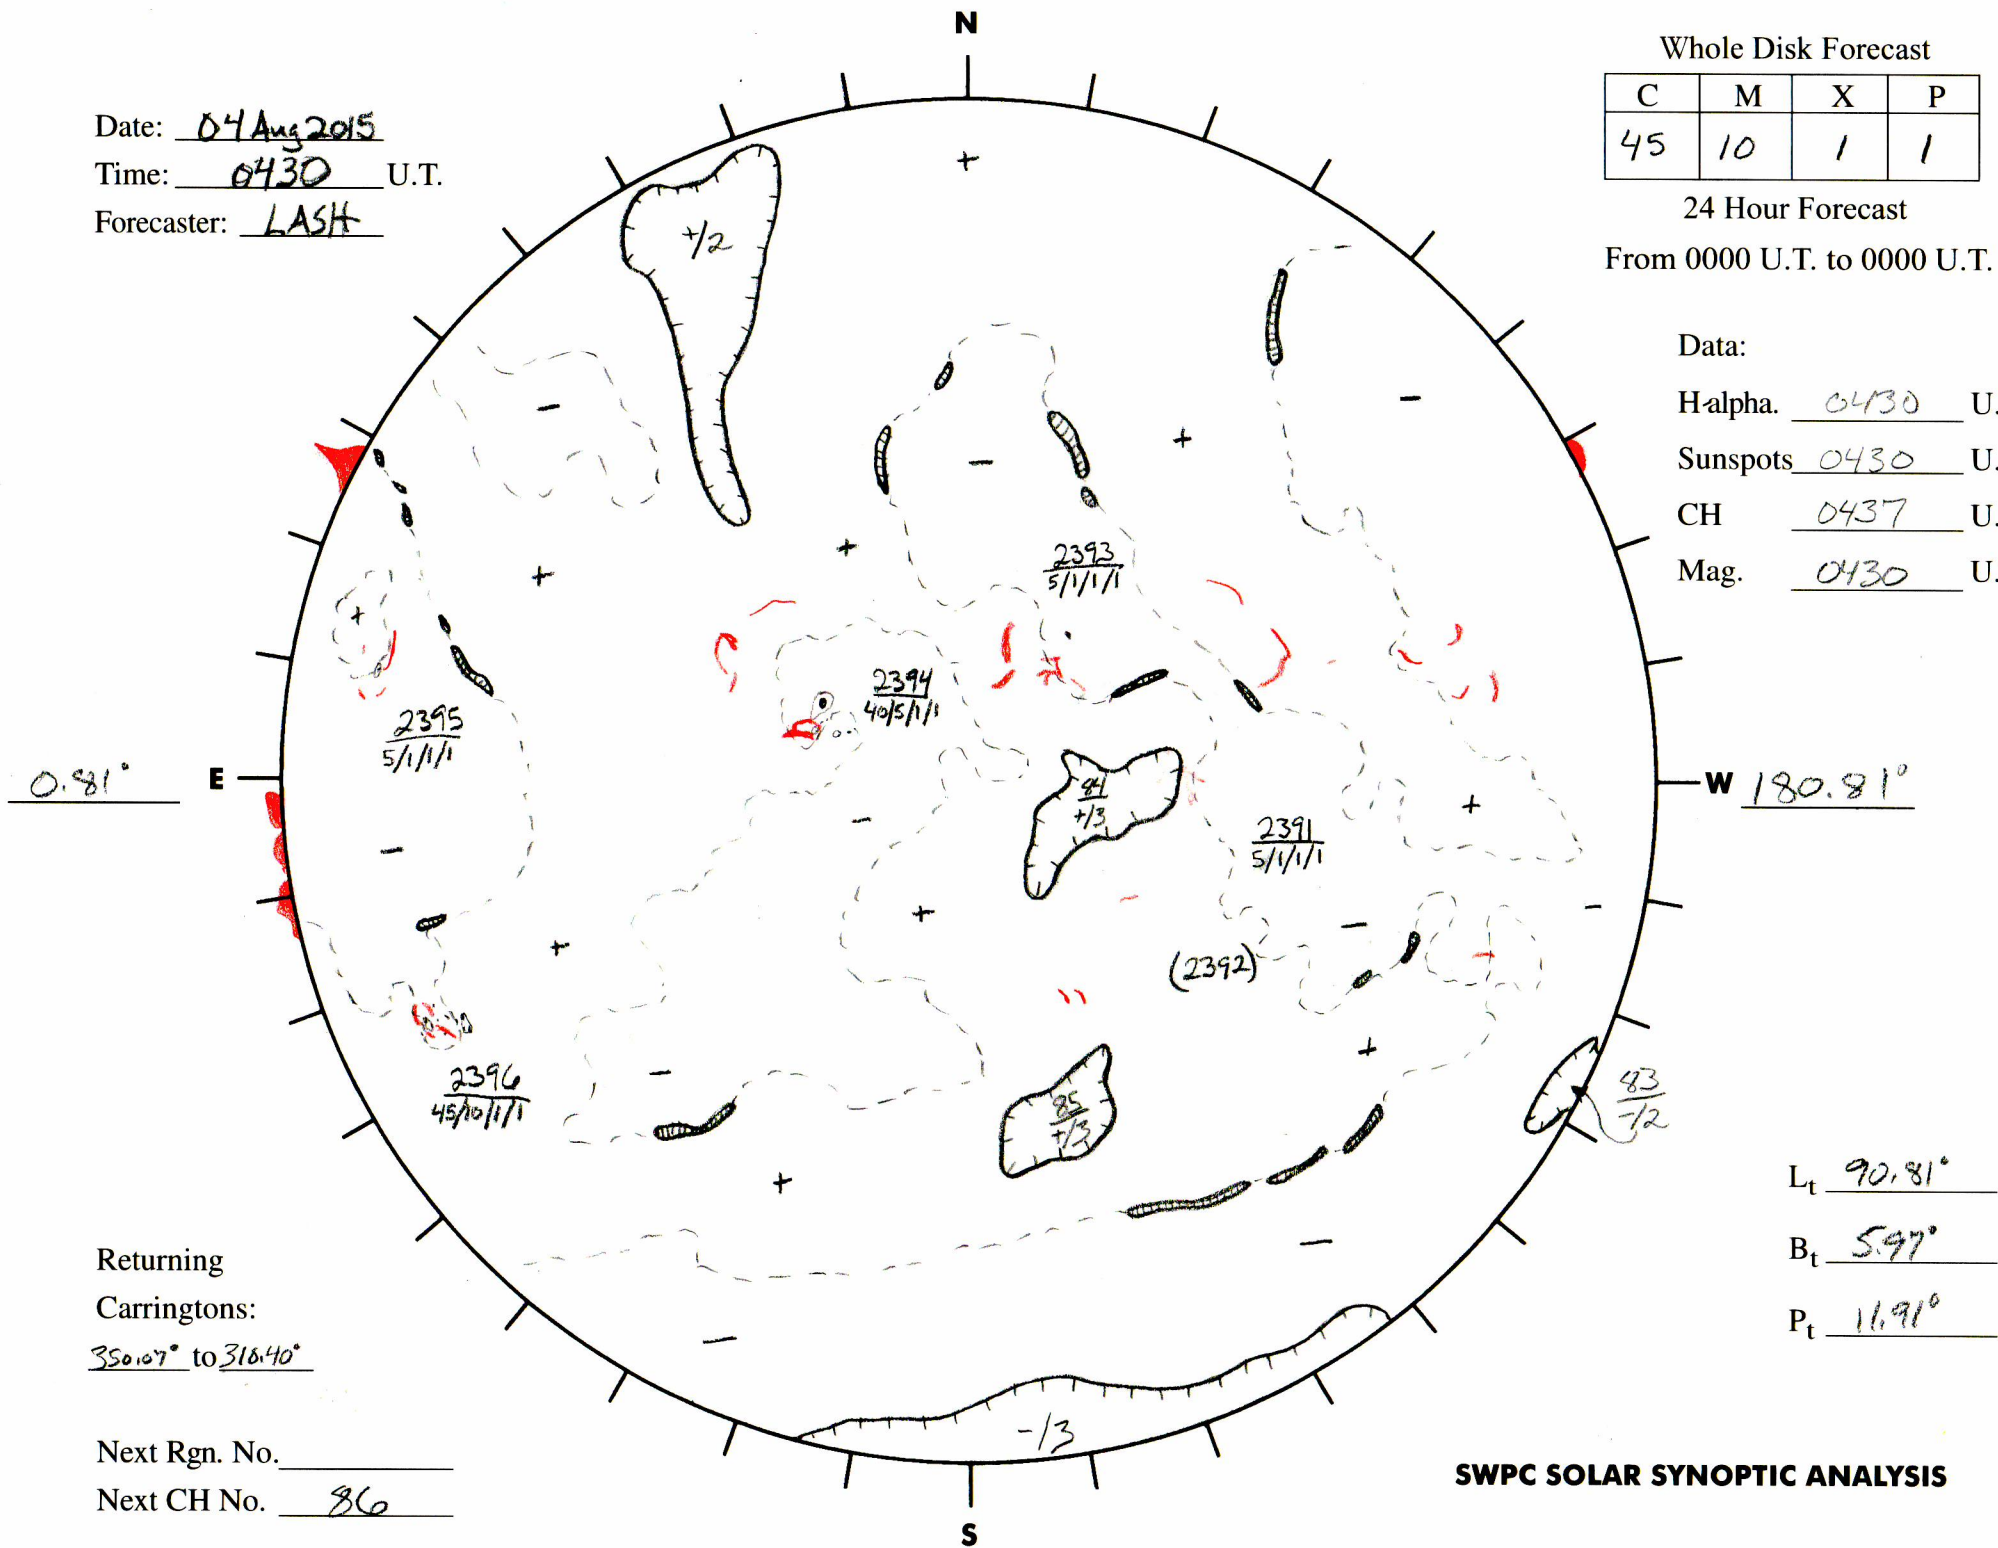 N
Whole Disk Forecast
C M X P
45 10 1 1
24 Hour Forecast
From 0000 U.T. to 0000 U.T.
Date: 04 Aug 2015
Time: 0430 U.T.
Forecaster: LASH
Data:
H-alpha. 0430 U.
Sunspots 0430 U.
CH 0437 U.
Mag. 0430 U.
+
+/2
-
-
-
+
+
+
+
2393
5/1/1/1
2394
40/5/1/1
2395
5/1/1/1
0.81° E
W 180.81°
84
+/3
+
-
-
2391
5/1/1/1
+
+
-
-
(2392)
2396
45/10/1/1
-
+
85
+/3
83
-/2
+
-
-
-/3
Lt 90.81°
Bt 5.97°
Pt 11.91°
Returning
Carringtons:
350.07° to 318.40°
Next Rgn. No.
Next CH No. 86
SWPC SOLAR SYNOPTIC ANALYSIS
S